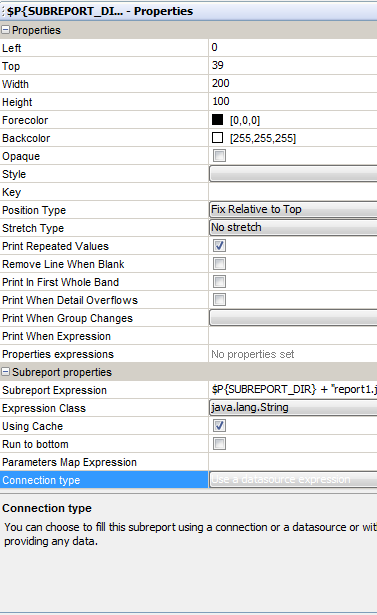 $P{SUBREPORT_DI... - Properties
Properties
Left 0
Top 39
Width 200
Height 100
Forecolor [0,0,0]
Backcolor [255,255,255]
Opaque
Style
Key
Position Type Fix Relative to Top
Stretch Type No stretch
Print Repeated Values
Remove Line When Blank
Print In First Whole Band
Print When Detail Overflows
Print When Group Changes
Print When Expression
Properties expressions No properties set
Subreport properties
Subreport Expression $P{SUBREPORT_DIR} + "report1.j
Expression Class java.lang.String
Using Cache
Run to bottom
Parameters Map Expression
Connection type Use a datasource expression
Connection type
You can choose to fill this subreport using a connection or a datasource or wit
providing any data.